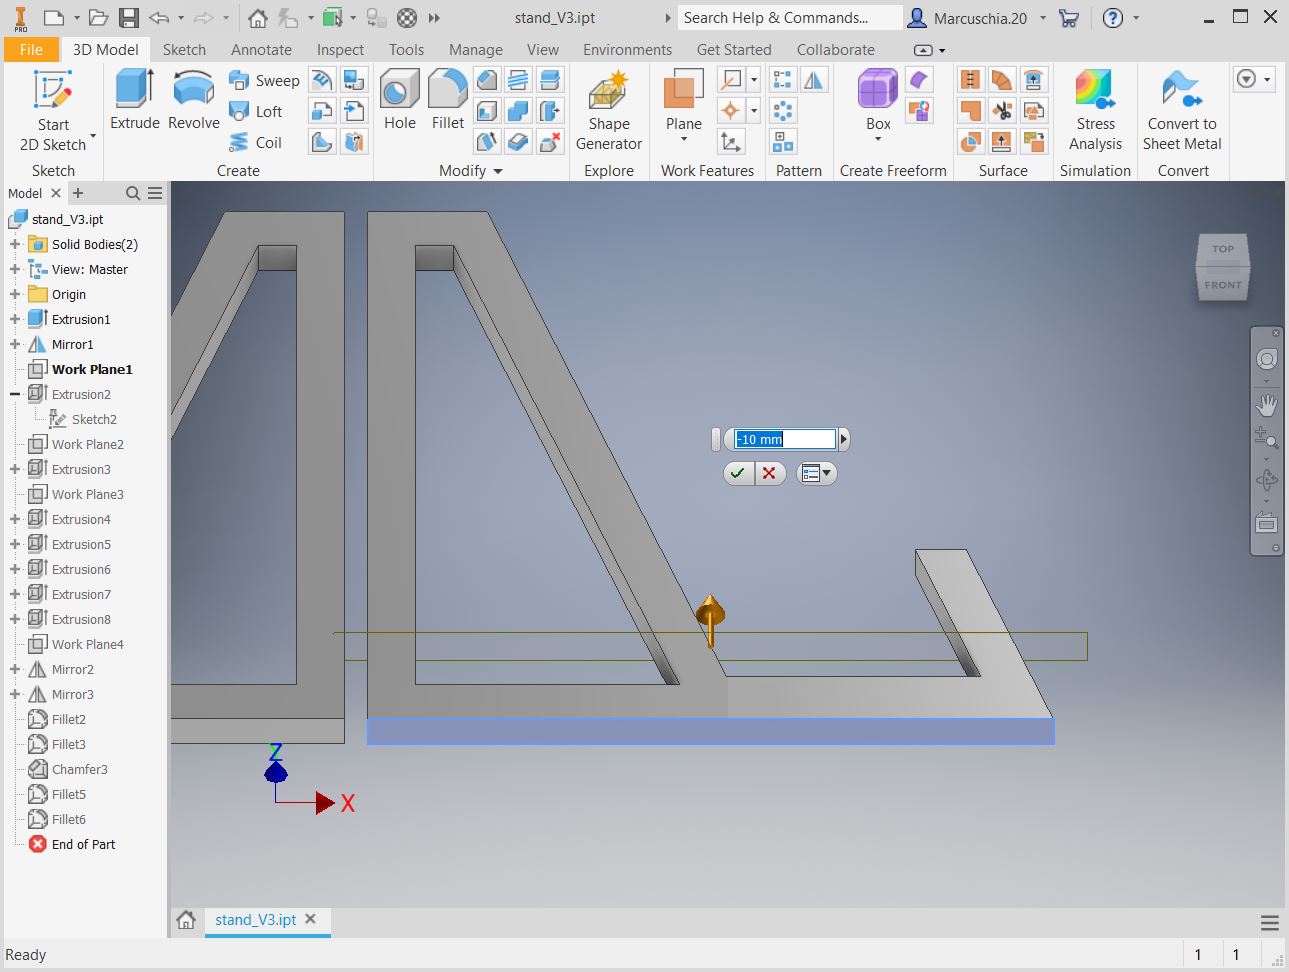 PRO
stand_V3.ipt
Search Help & Commands...
Marcuschia.20
File
3D Model
Sketch
Annotate
Inspect
Tools
Manage
View
Environments
Get Started
Collaborate
Start
2D Sketch
Sketch
Extrude
Revolve
Sweep
Loft
Coil
Create
Hole
Fillet
Modify
Shape
Generator
Explore
Plane
Work Features
Pattern
Box
Create Freeform
Surface
Stress
Analysis
Simulation
Convert to
Sheet Metal
Convert
Model
stand_V3.ipt
Solid Bodies(2)
View: Master
Origin
Extrusion1
Mirror1
Work Plane1
Extrusion2
Sketch2
Work Plane2
Extrusion3
Work Plane3
Extrusion4
Extrusion5
Extrusion6
Extrusion7
Extrusion8
Work Plane4
Mirror2
Mirror3
Fillet2
Fillet3
Chamfer3
Fillet5
Fillet6
End of Part
TOP
FRONT
-10 mm
Z
X
stand_V3.ipt
Ready
1
1